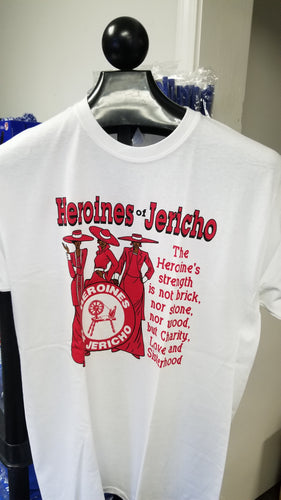 Heroines of Jericho
The
Heroine's
strength
is not brick,
nor stone,
nor wood,
but Charity,
Love and
Sisterhood
HEROINES
JERICHO